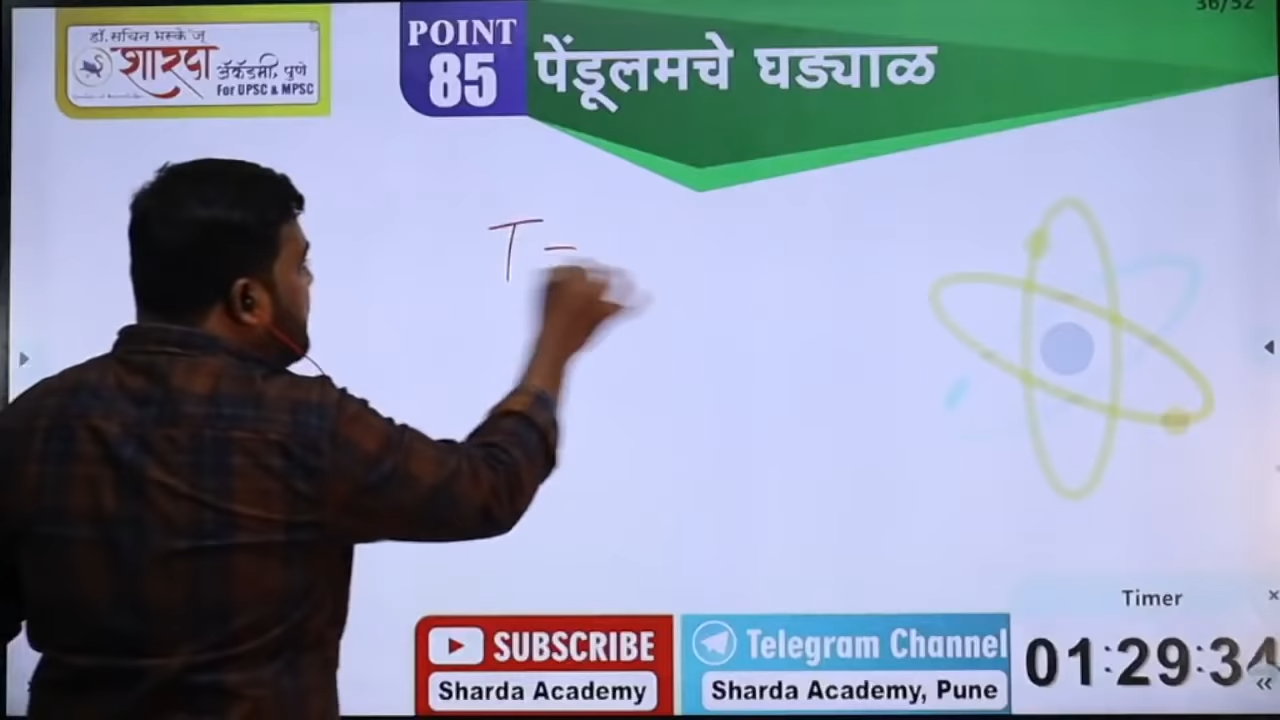 36/52
डॉ. सचिन भस्के ज्
शारदा
अ‍ॅकॅडमी, पुणे
For UPSC & MPSC
POINT
85
पेंडूलमचे घड्याळ
T =
Timer
01:29:34
SUBSCRIBE
Sharda Academy
Telegram Channel
Sharda Academy, Pune